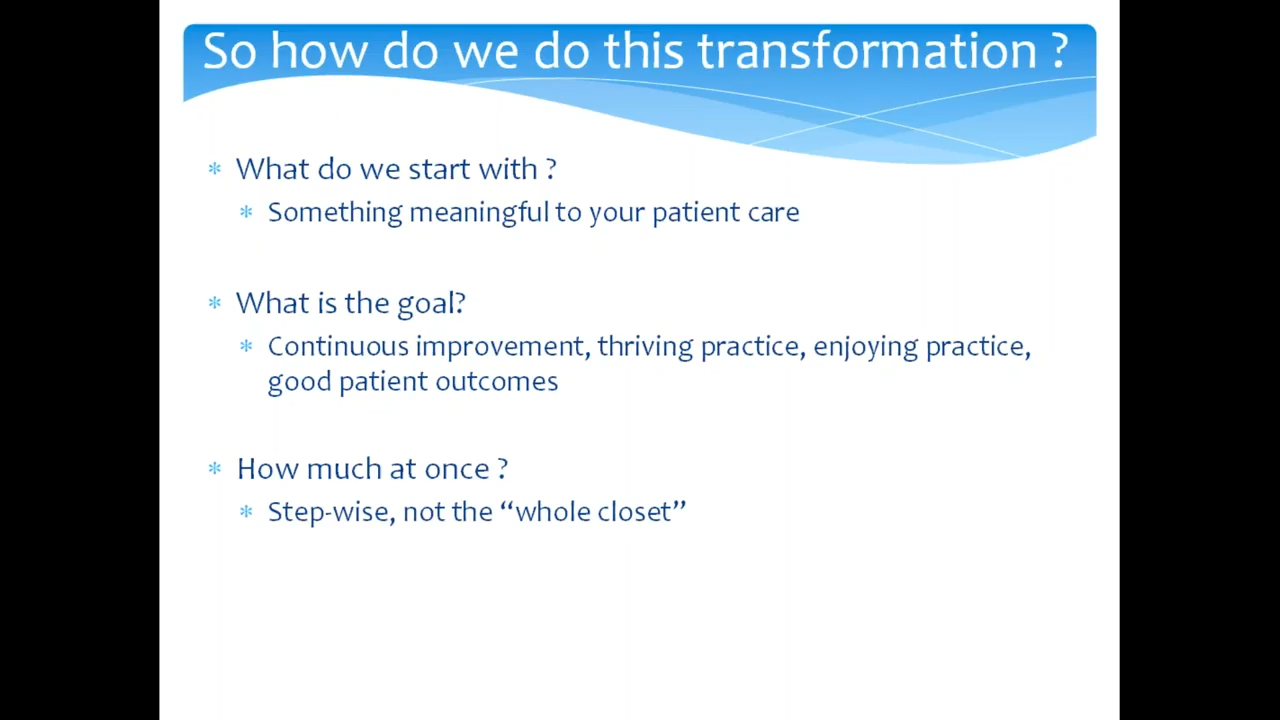 So how do we do this transformation ?
* What do we start with ?
* Something meaningful to your patient care
* What is the goal?
* Continuous improvement, thriving practice, enjoying practice,
good patient outcomes
* How much at once ?
* Step-wise, not the “whole closet”